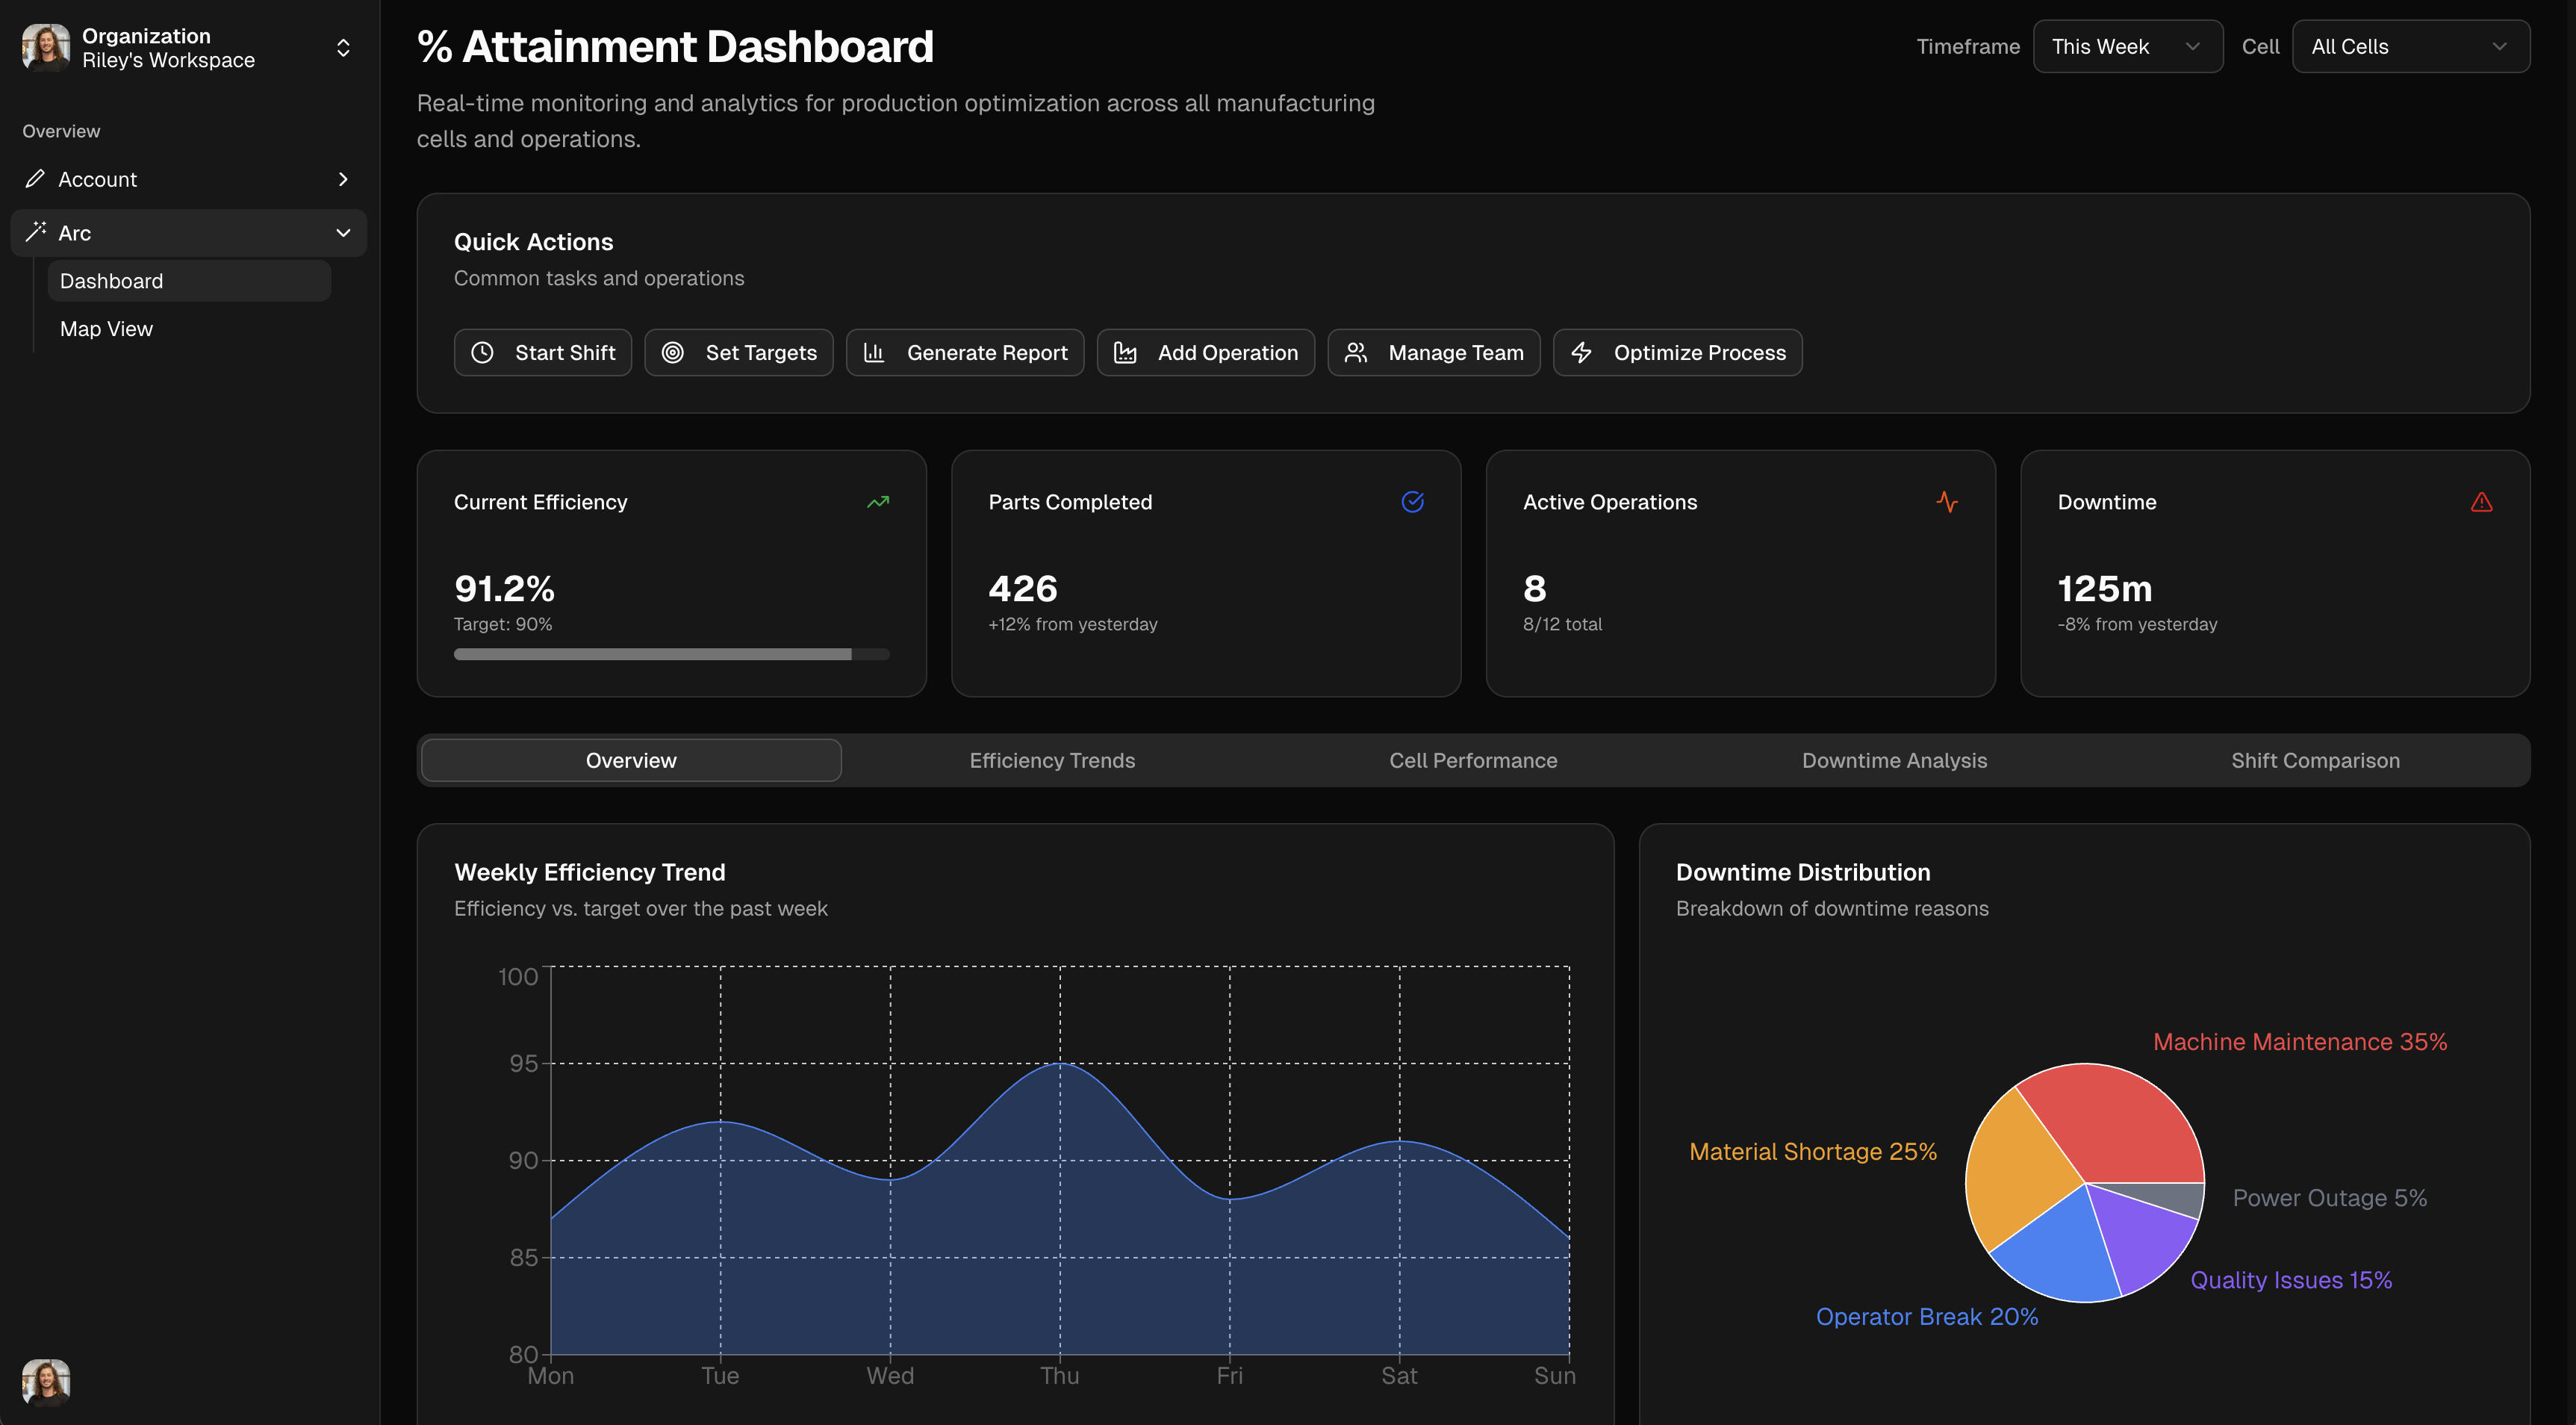 Organization
Riley's Workspace
Overview
Account
Arc
Dashboard
Map View
% Attainment Dashboard
Timeframe
This Week
Cell
All Cells
Real-time monitoring and analytics for production optimization across all manufacturing
cells and operations.
Quick Actions
Common tasks and operations
Start Shift
Set Targets
Generate Report
Add Operation
Manage Team
Optimize Process
Current Efficiency
91.2%
Target: 90%
Parts Completed
426
+12% from yesterday
Active Operations
8
8/12 total
Downtime
125m
-8% from yesterday
Overview
Efficiency Trends
Cell Performance
Downtime Analysis
Shift Comparison
Weekly Efficiency Trend
Efficiency vs. target over the past week
100
95
90
85
80
Mon
Tue
Wed
Thu
Fri
Sat
Sun
Downtime Distribution
Breakdown of downtime reasons
Machine Maintenance 35%
Material Shortage 25%
Power Outage 5%
Quality Issues 15%
Operator Break 20%